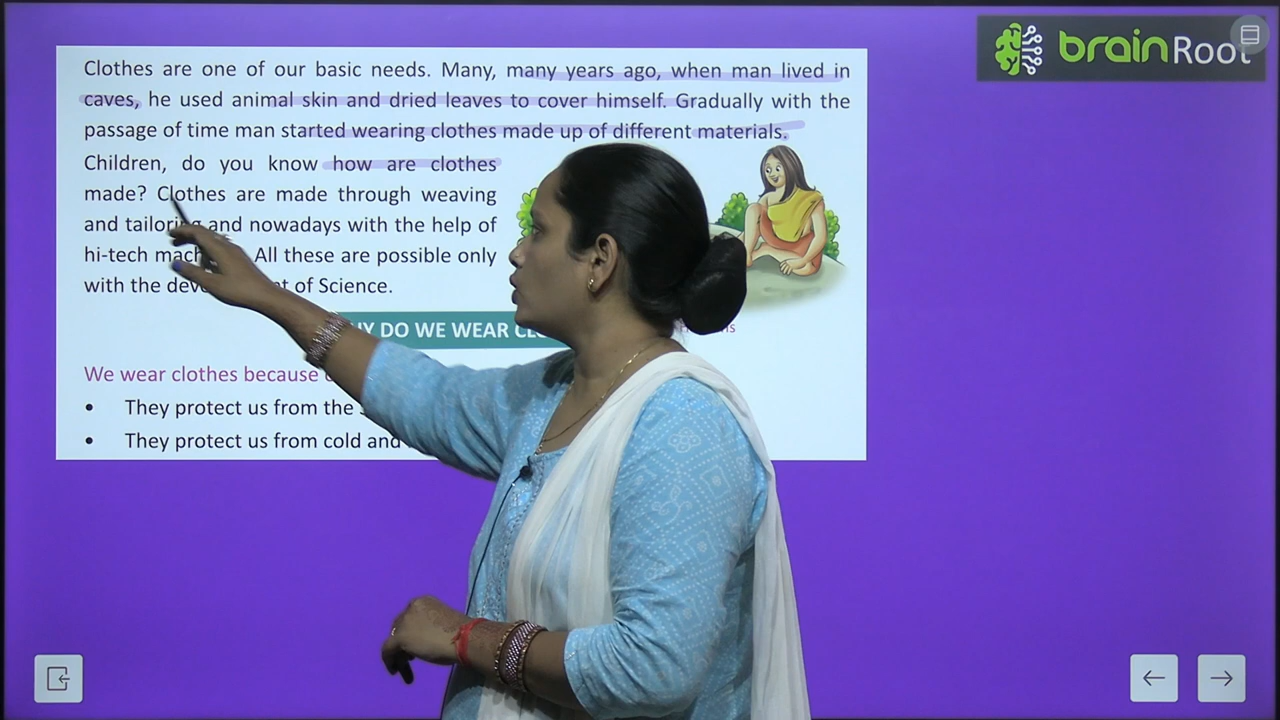 brainRoot
Clothes are one of our basic needs. Many, many years ago, when man lived in
caves, he used animal skin and dried leaves to cover himself. Gradually with the
passage of time man started wearing clothes made up of different materials.
Children, do you know how are clothes
made? Clothes are made through weaving
and tailoring and nowadays with the help of
hi-tech All these are possible only
with the of Science.
DO WE WEAR
We wear clothes because
• They protect us from the
• They protect us from cold and